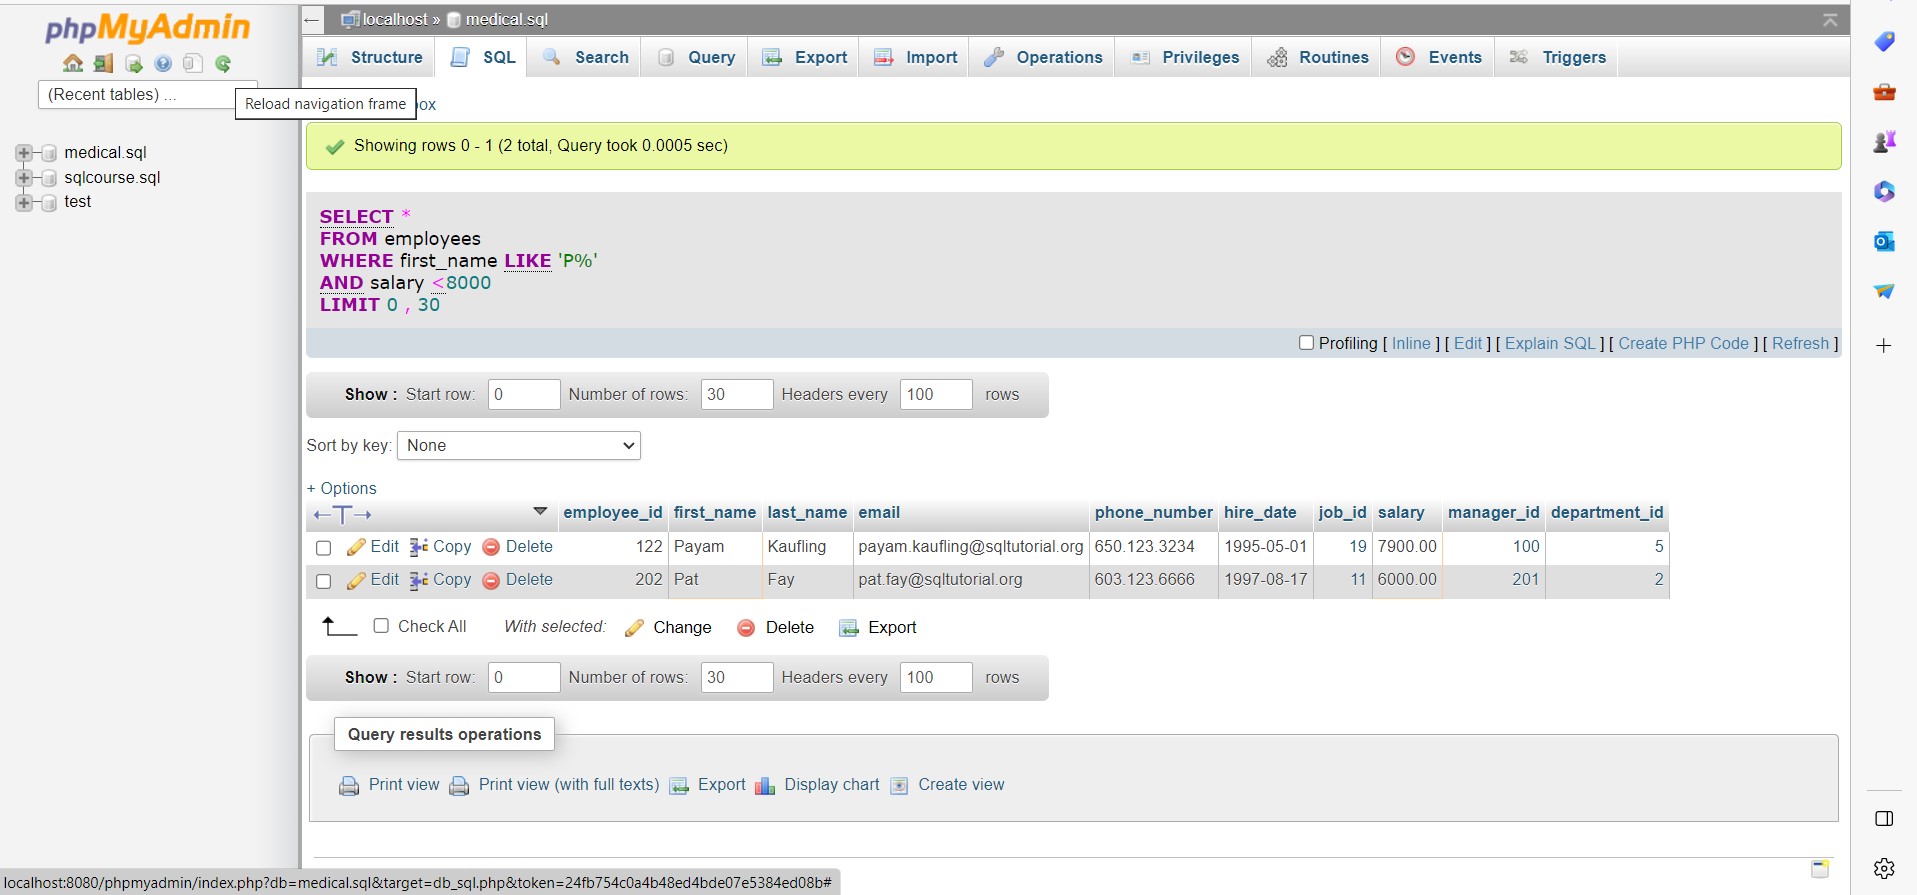 phpMyAdmin
(Recent tables) ...
Reload navigation frame
medical.sql
sqlcourse.sql
test
← localhost » medical.sql
Structure SQL Search Query Export Import Operations Privileges Routines Events Triggers
ox
Showing rows 0 - 1 (2 total, Query took 0.0005 sec)
SELECT *
FROM employees
WHERE first_name LIKE 'P%'
AND salary <8000
LIMIT 0 , 30
Profiling [ Inline ] [ Edit ] [ Explain SQL ] [ Create PHP Code ] [ Refresh ]
Show : Start row: 0 Number of rows: 30 Headers every 100 rows
Sort by key: None
+ Options
←T→ employee_id first_name last_name email phone_number hire_date job_id salary manager_id department_id
Edit Copy Delete 122 Payam Kaufling payam.kaufling@sqltutorial.org 650.123.3234 1995-05-01 19 7900.00 100 5
Edit Copy Delete 202 Pat Fay pat.fay@sqltutorial.org 603.123.6666 1997-08-17 11 6000.00 201 2
Check All With selected: Change Delete Export
Show : Start row: 0 Number of rows: 30 Headers every 100 rows
Query results operations
Print view Print view (with full texts) Export Display chart Create view
localhost:8080/phpmyadmin/index.php?db=medical.sql&target=db_sql.php&token=24fb754c0a4b48ed4bde07e5384ed08b#